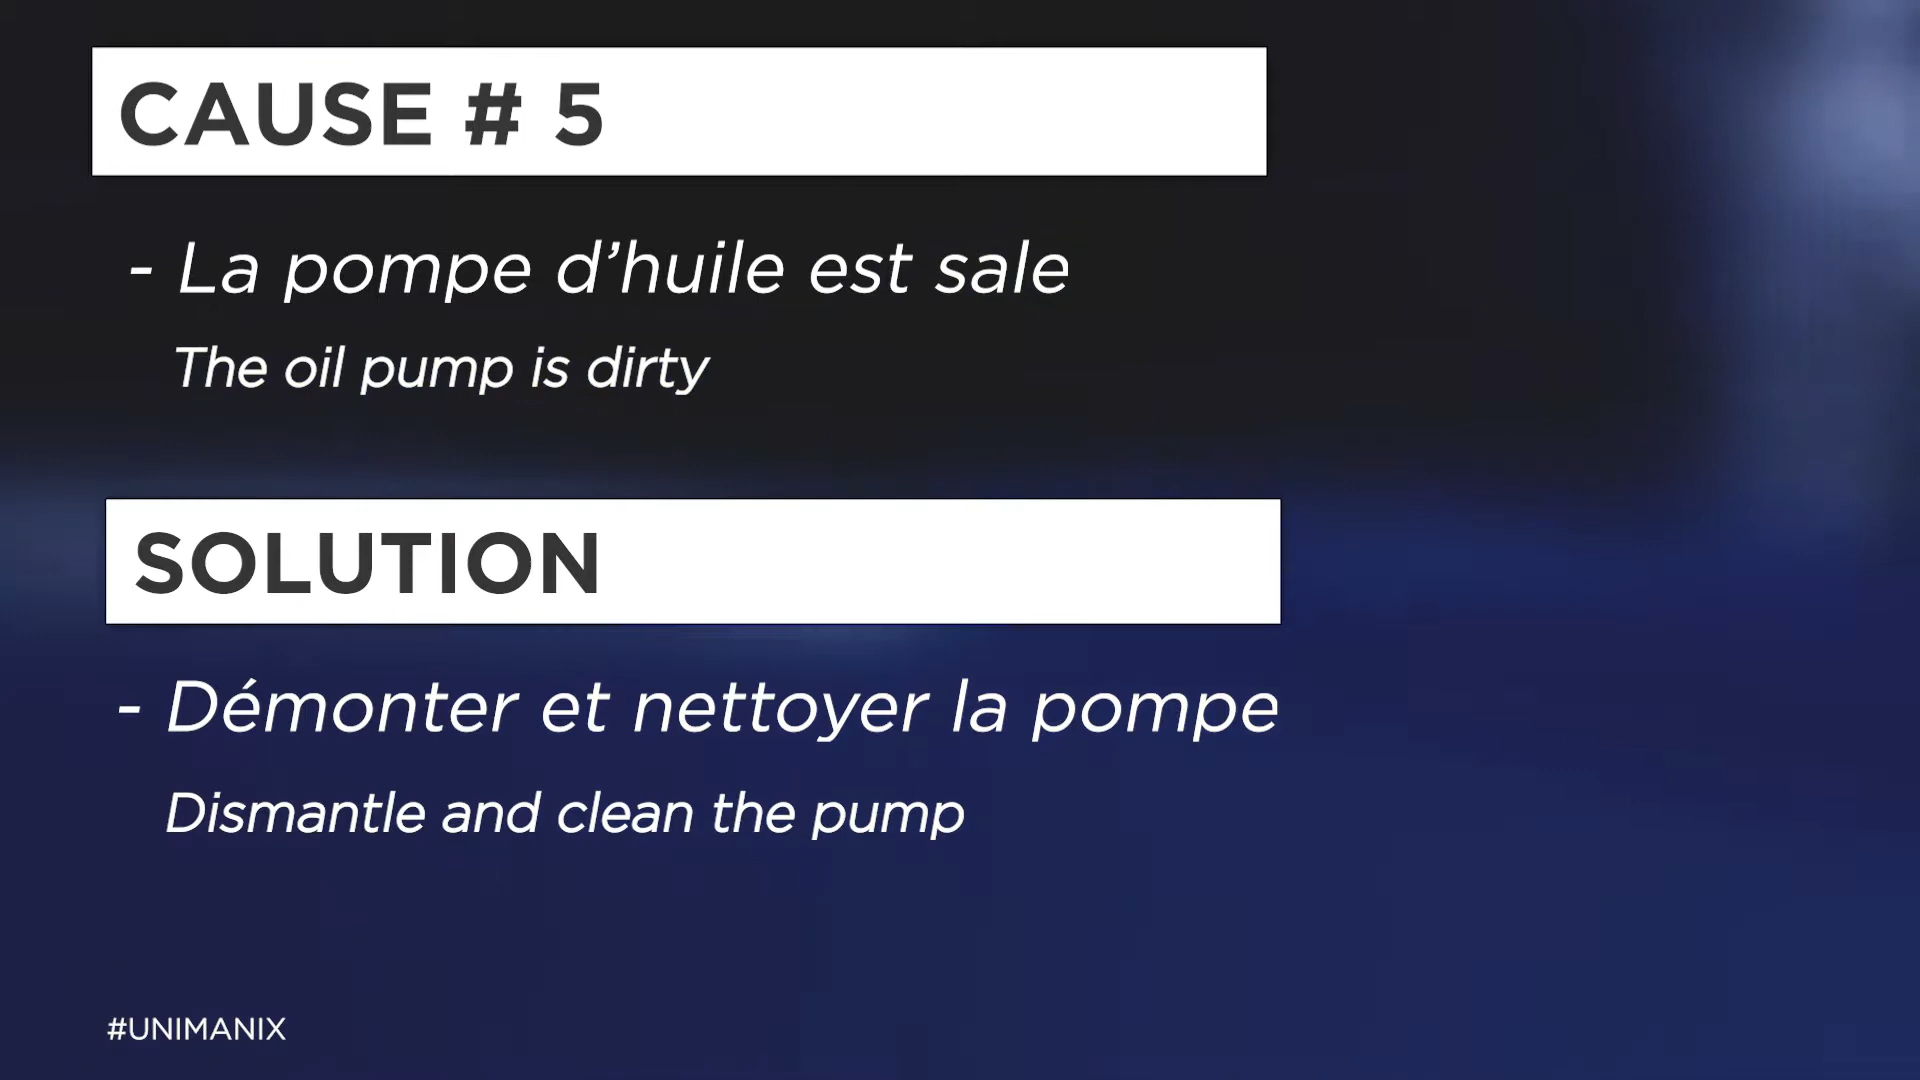 CAUSE # 5
- La pompe d’huile est sale
The oil pump is dirty
SOLUTION
- Démonter et nettoyer la pompe
Dismantle and clean the pump
#UNIMANIX